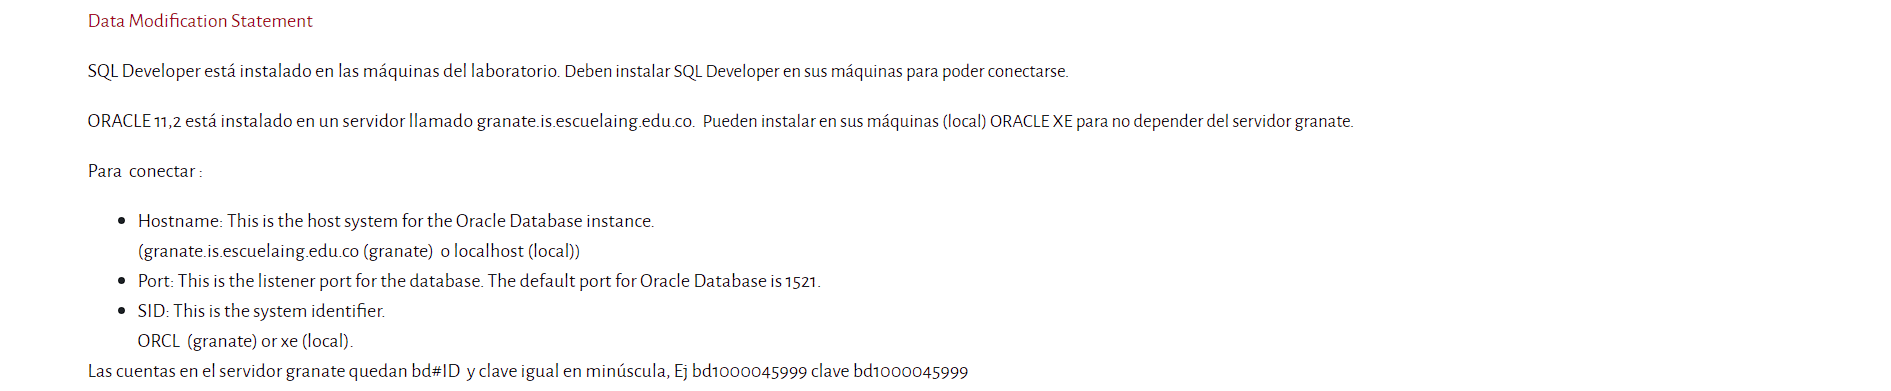 Data Modification Statement
SQL Developer está instalado en las máquinas del laboratorio. Deben instalar SQL Developer en sus máquinas para poder conectarse.
ORACLE 11,2 está instalado en un servidor llamado granate.is.escuelaing.edu.co.  Pueden instalar en sus máquinas (local) ORACLE XE para no depender del servidor granate.
Para  conectar :
• Hostname: This is the host system for the Oracle Database instance.
(granate.is.escuelaing.edu.co (granate)  o localhost (local))
• Port: This is the listener port for the database. The default port for Oracle Database is 1521.
• SID: This is the system identifier.
ORCL  (granate) or xe (local).
Las cuentas en el servidor granate quedan bd#ID  y clave igual en minúscula, Ej bd1000045999 clave bd1000045999